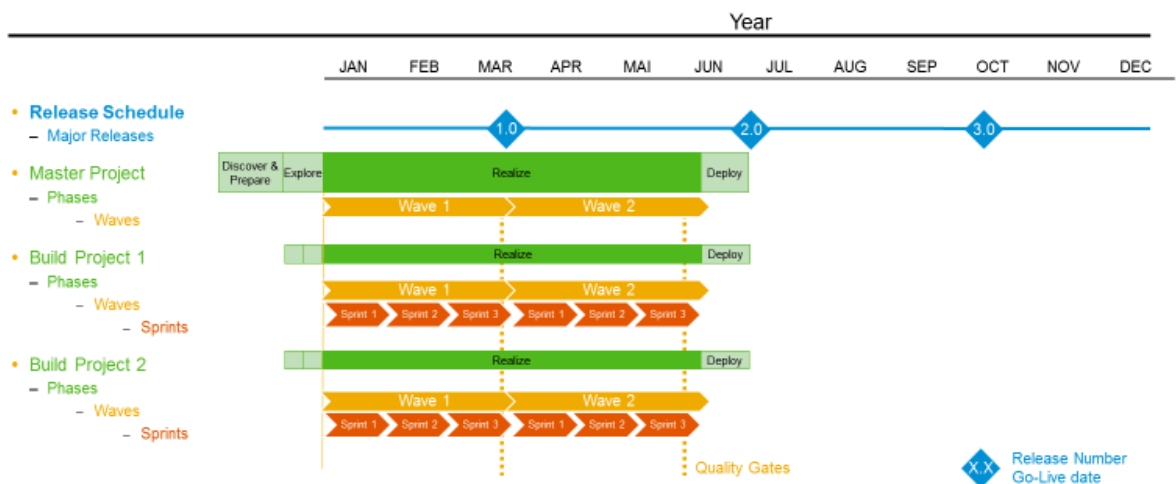 Year
JAN FEB MAR APR MAI JUN JUL AUG SEP OCT NOV DEC
• Release Schedule
– Major Releases
1.0 2.0 3.0
• Master Project
– Phases
– Waves
Discover & Prepare Explore Realize Deploy
Wave 1 Wave 2
• Build Project 1
– Phases
– Waves
– Sprints
Realize Deploy
Wave 1 Wave 2
Sprint 1 Sprint 2 Sprint 3 Sprint 1 Sprint 2 Sprint 3
• Build Project 2
– Phases
– Waves
– Sprints
Realize Deploy
Wave 1 Wave 2
Sprint 1 Sprint 2 Sprint 3 Sprint 1 Sprint 2 Sprint 3
Quality Gates
X.X Release Number
Go-Live date